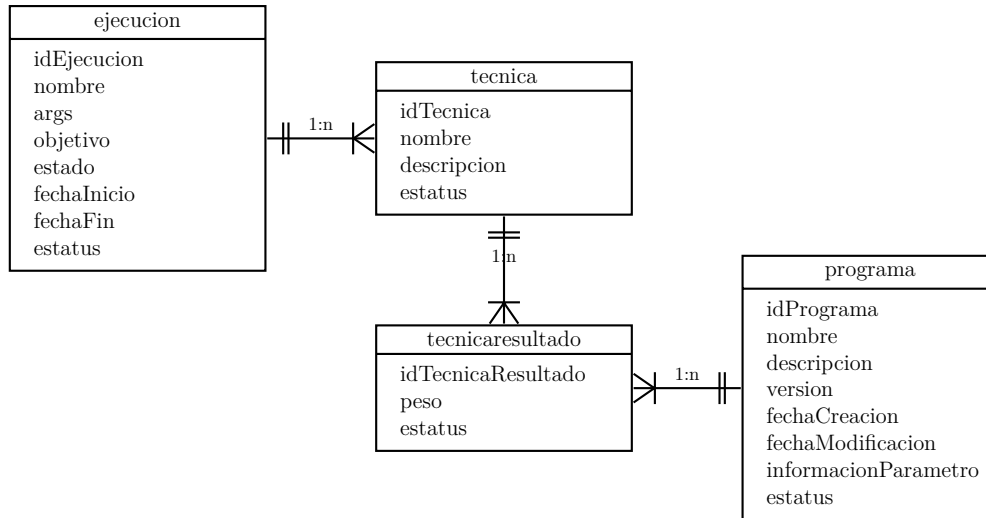 ejecucion
idEjecucion
nombre
args
objetivo
estado
fechaInicio
fechaFin
estatus
1:n
tecnica
idTecnica
nombre
descripcion
estatus
1:n
tecnicaresultado
idTecnicaResultado
peso
estatus
1:n
programa
idPrograma
nombre
descripcion
version
fechaCreacion
fechaModificacion
informacionParametro
estatus